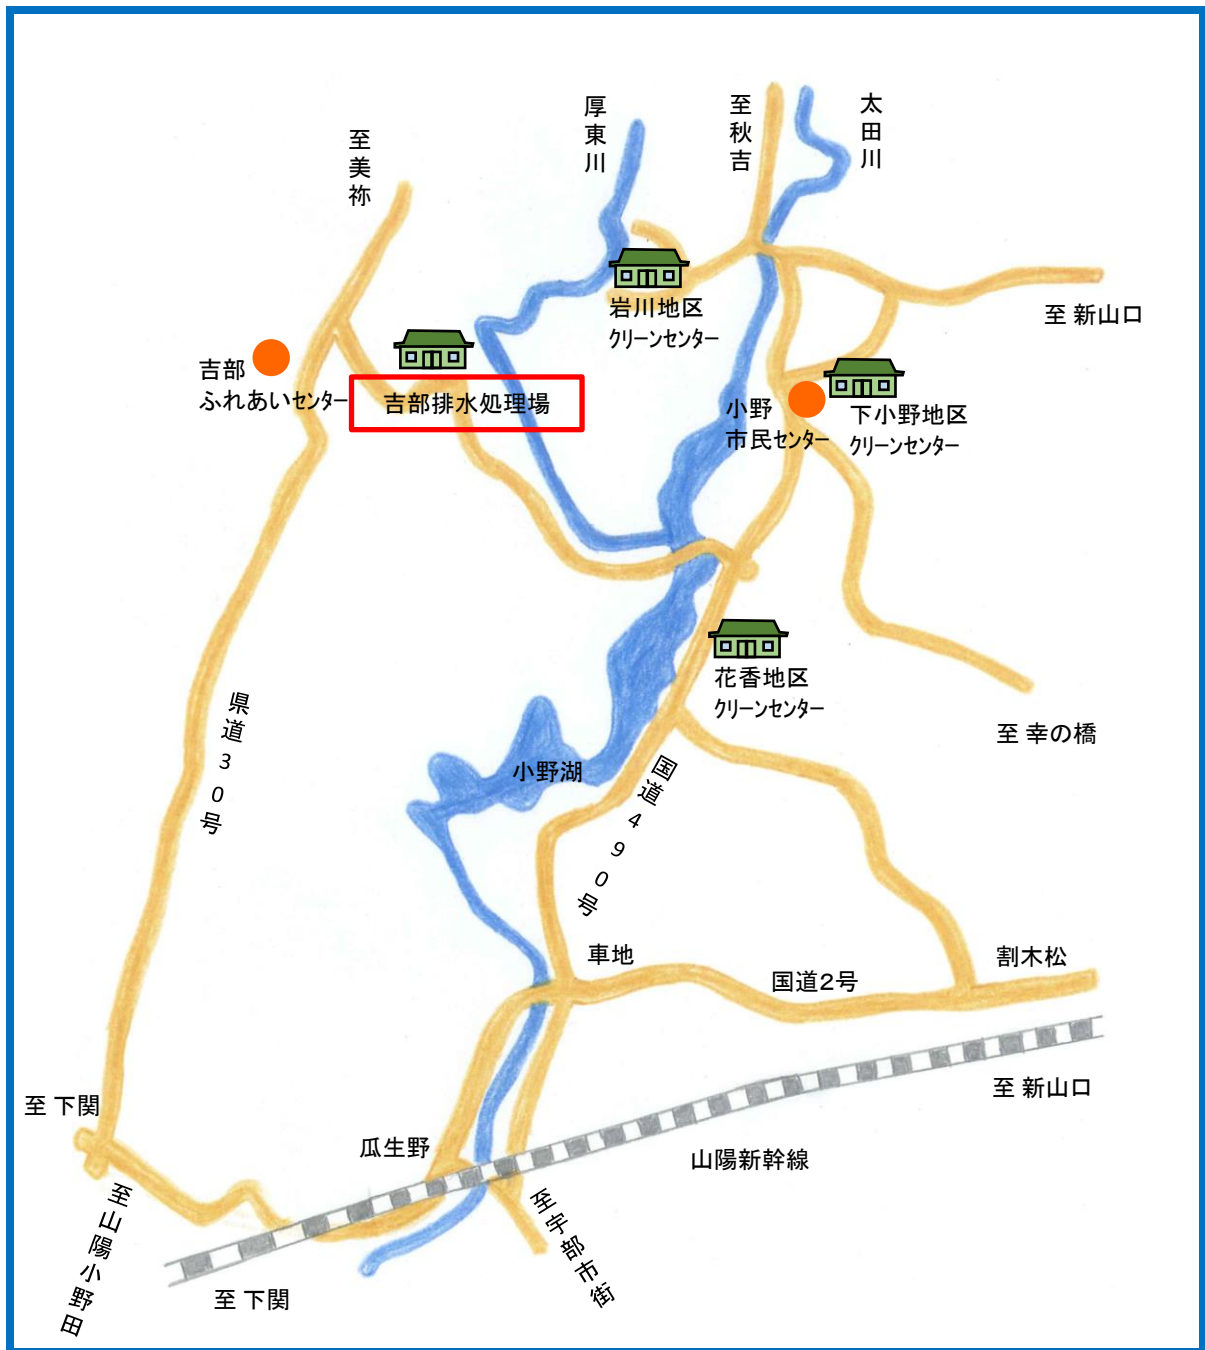 厚東川
至秋吉
太田川
至美祢
岩川地区
ｸﾘｰﾝｾﾝﾀｰ
至 新山口
吉部
ふれあいｾﾝﾀｰ
吉部排水処理場
小野
市民ｾﾝﾀｰ
下小野地区
ｸﾘｰﾝｾﾝﾀｰ
花香地区
ｸﾘｰﾝｾﾝﾀｰ
至 幸の橋
県道３０号
小野湖
国道４９０号
車地
国道２号
割木松
至 新山口
至 下関
瓜生野
山陽新幹線
至山陽小野田
至宇部市街
至 下関